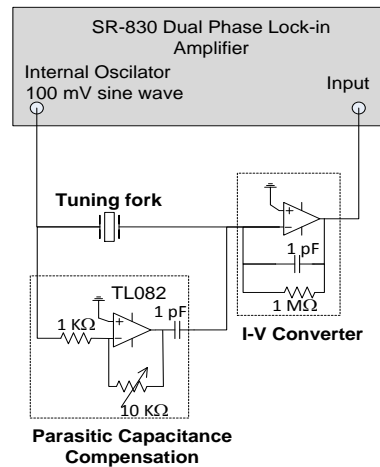 SR-830 Dual Phase Lock-in
Amplifier
Internal Oscilator
100 mV sine wave
Input
Tuning fork
+
-
1 pF
1 MΩ
I-V Converter
TL082
1 pF
1 KΩ
+
-
10 KΩ
Parasitic Capacitance
Compensation